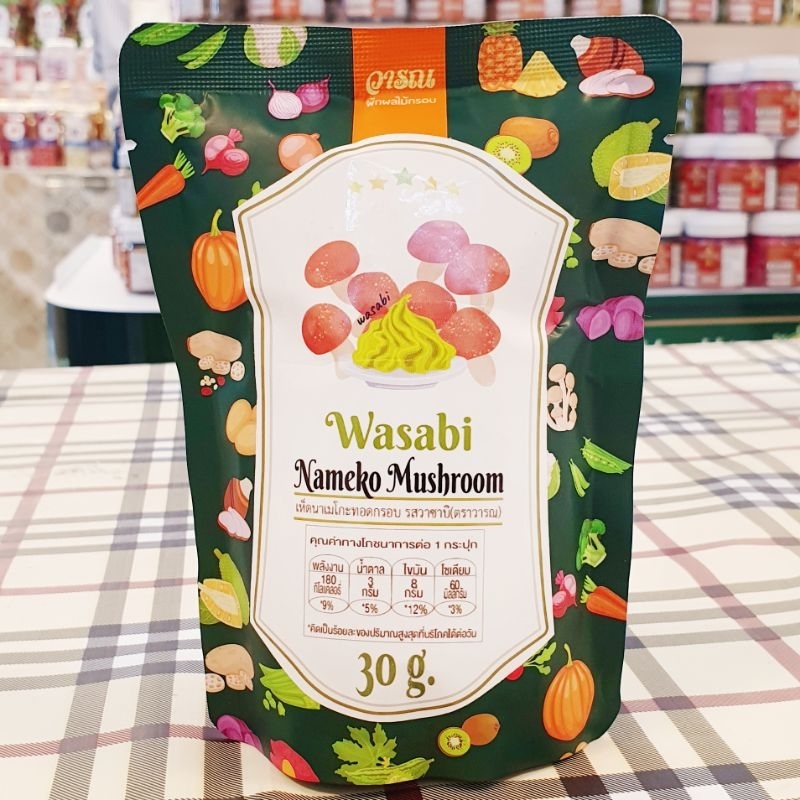 วารณ
ผักผลไม้กรอบ
wasabi
Wasabi
Nameko Mushroom
เห็ดนาเมโกะทอดกรอบ รสวาซาบิ(ตราวารณ)
คุณค่าทางโภชนาการต่อ 1 กระปุก
พลังงาน น้ำตาล ไขมัน โซเดียม
180 3 8 60
กิโลแคลอรี่ กรัม กรัม มิลลิกรัม
*9% *5% *12% *3%
*คิดเป็นร้อยละของปริมาณสูงสุดที่บริโภคได้ต่อวัน
30 g.